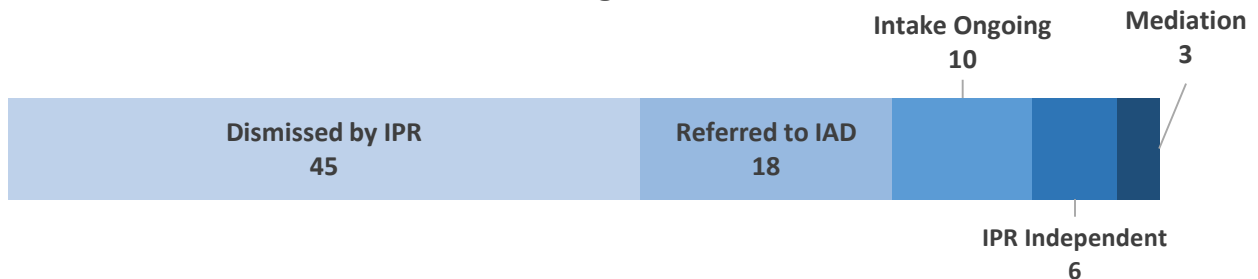 Dismissed by IPR
45
Referred to IAD
18
Intake Ongoing
10
IPR Independent
6
Mediation
3